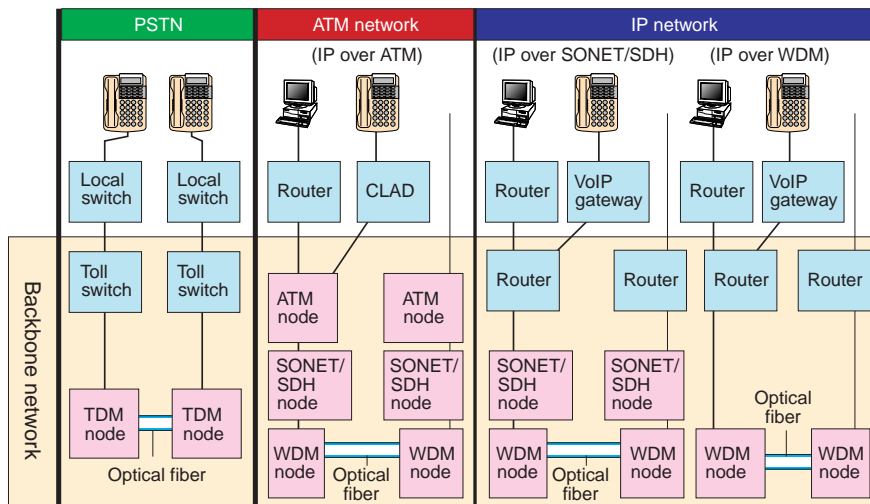 PSTN
ATM network
IP network
(IP over ATM)
(IP over SONET/SDH)
(IP over WDM)
Local
switch
Local
switch
Router
CLAD
Router
VoIP
gateway
Router
VoIP
gateway
Backbone network
Toll
switch
Toll
switch
ATM
node
ATM
node
Router
Router
Router
Router
SONET/
SDH
node
SONET/
SDH
node
SONET/
SDH
node
SONET/
SDH
node
TDM
node
TDM
node
Optical fiber
WDM
node
WDM
node
Optical
fiber
WDM
node
WDM
node
Optical
fiber
WDM
node
WDM
node
Optical
fiber